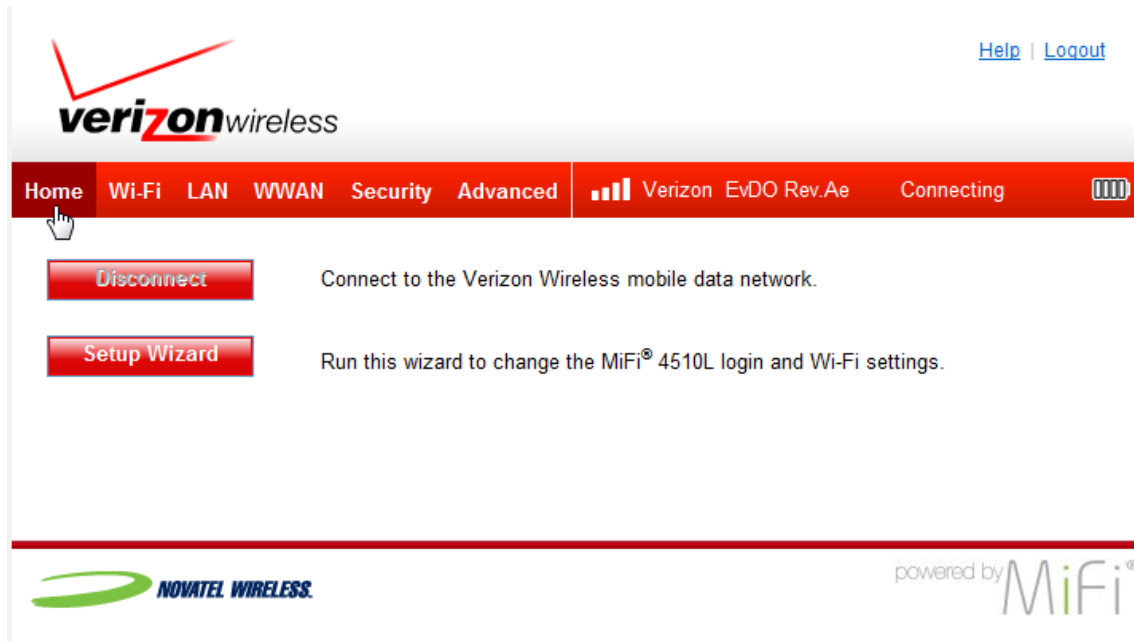 Help | Logout
verizonwireless
Home Wi-Fi LAN WWAN Security Advanced Verizon EvDO Rev.Ae Connecting
Disconnect Connect to the Verizon Wireless mobile data network.
Setup Wizard Run this wizard to change the MiFi® 4510L login and Wi-Fi settings.
NOVATEL WIRELESS.
powered by MiFi®